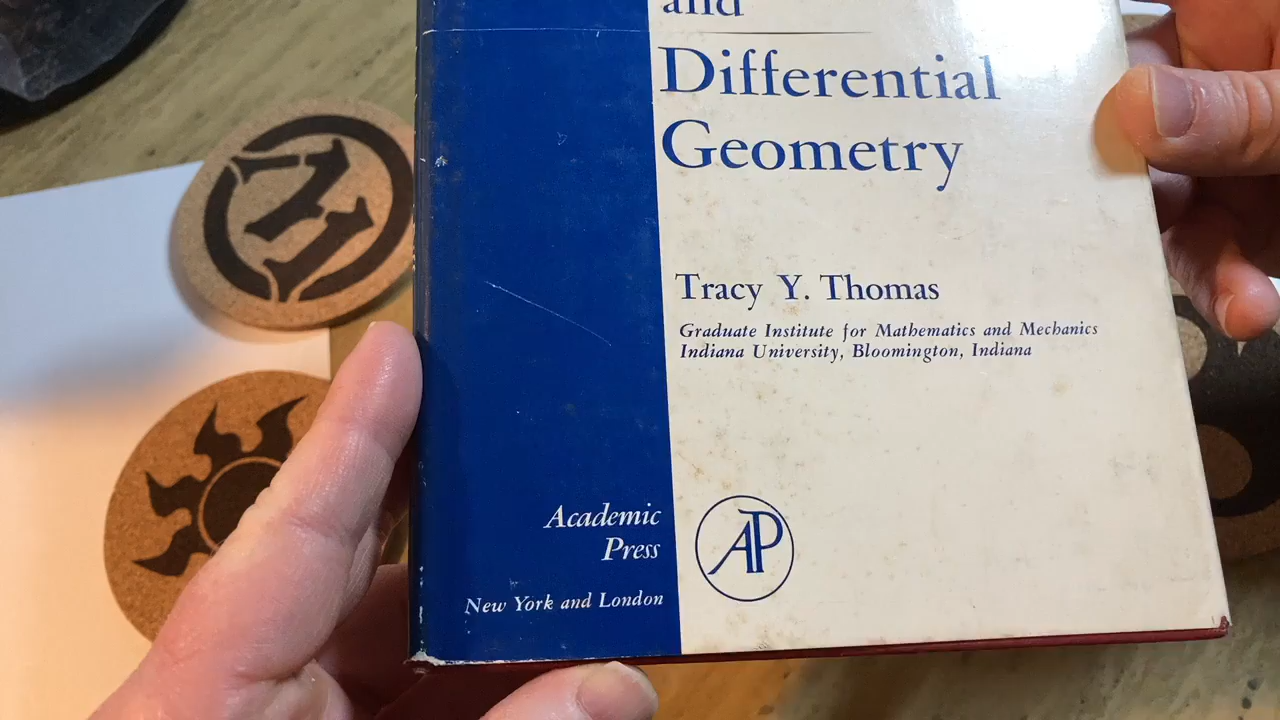 and
Differential
Geometry
Tracy Y. Thomas
Graduate Institute for Mathematics and Mechanics
Indiana University, Bloomington, Indiana
Academic
Press
New York and London
AP